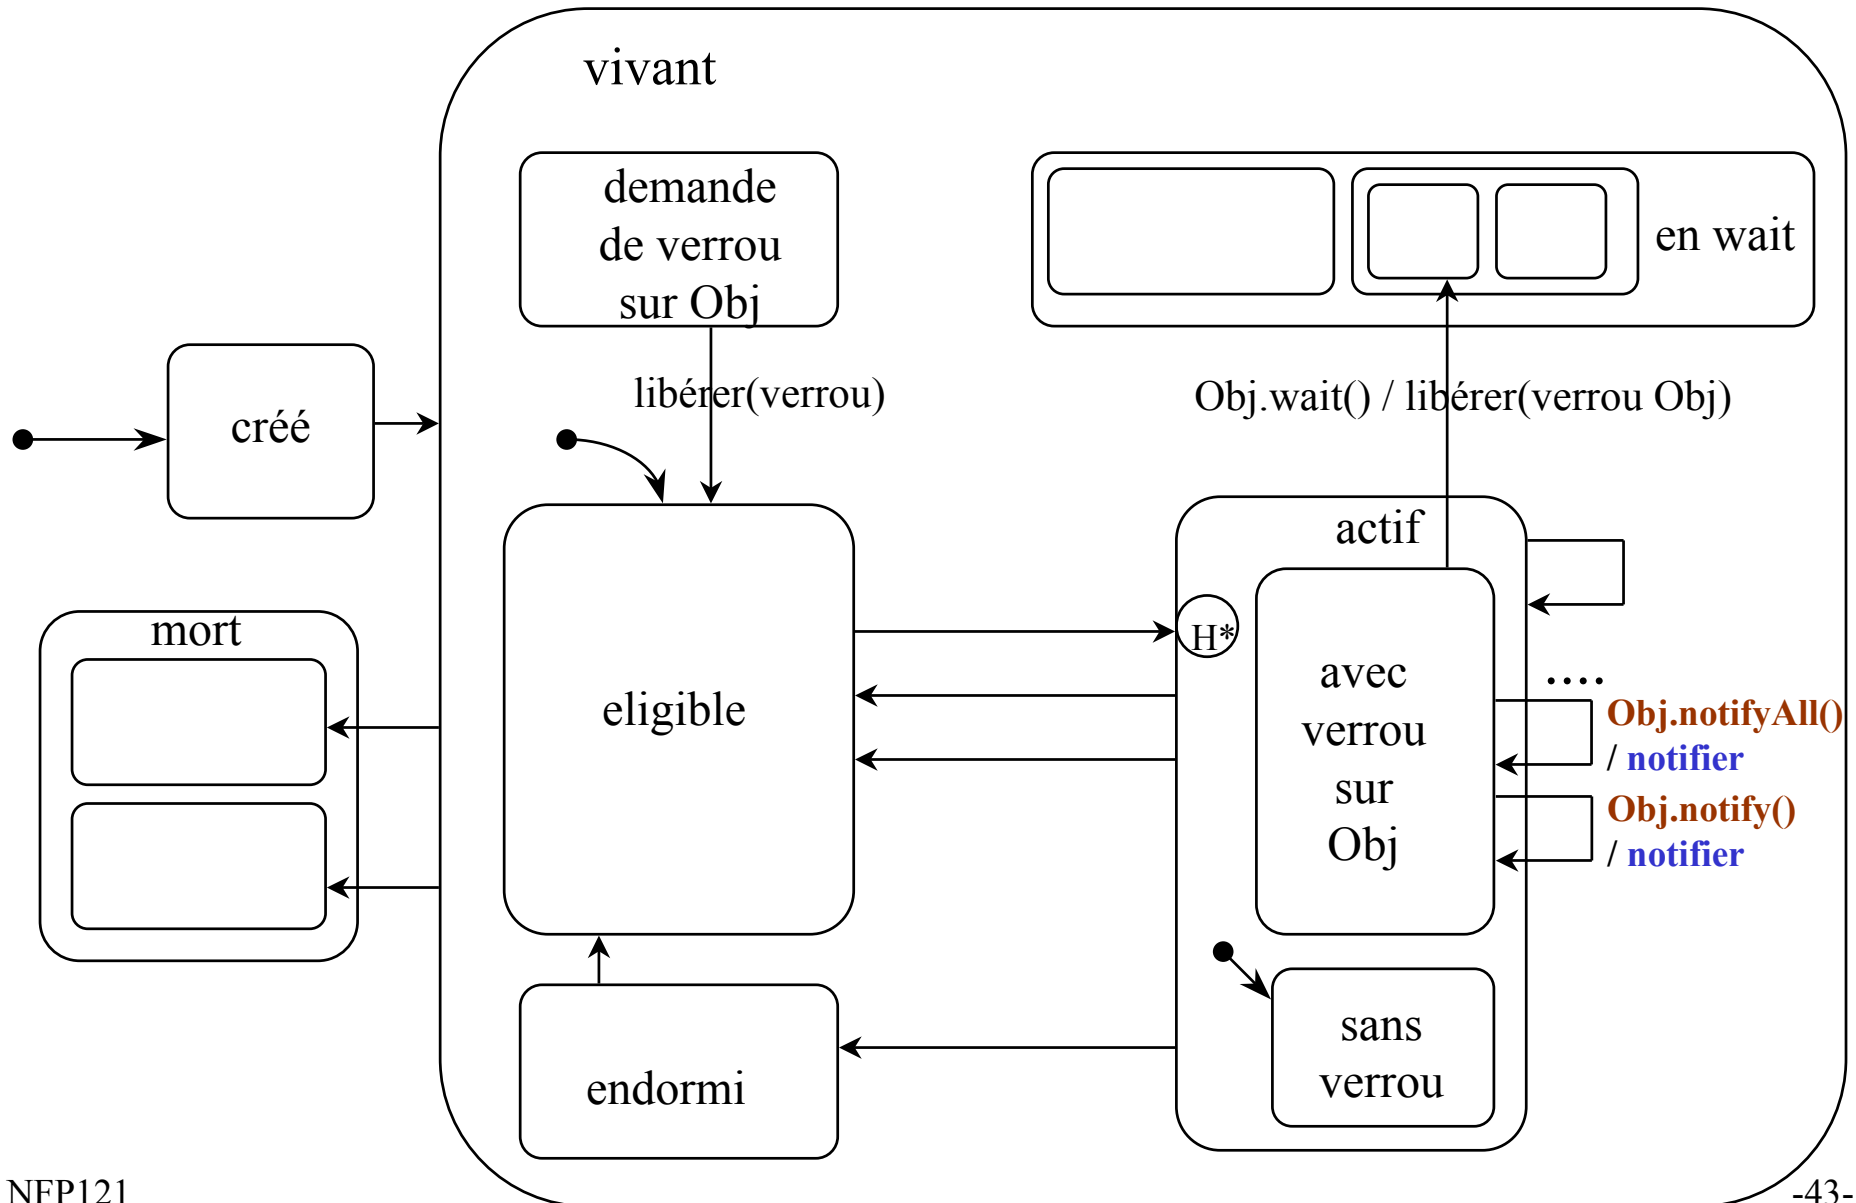 vivant
demande
de verrou
sur Obj
en wait
libérer(verrou)
Obj.wait() / libérer(verrou Obj)
créé
actif
mort
H*
eligible
avec
verrou
sur
Obj
....
Obj.notifyAll()
/ notifier
Obj.notify()
/ notifier
endormi
sans
verrou
NFP121
-43-